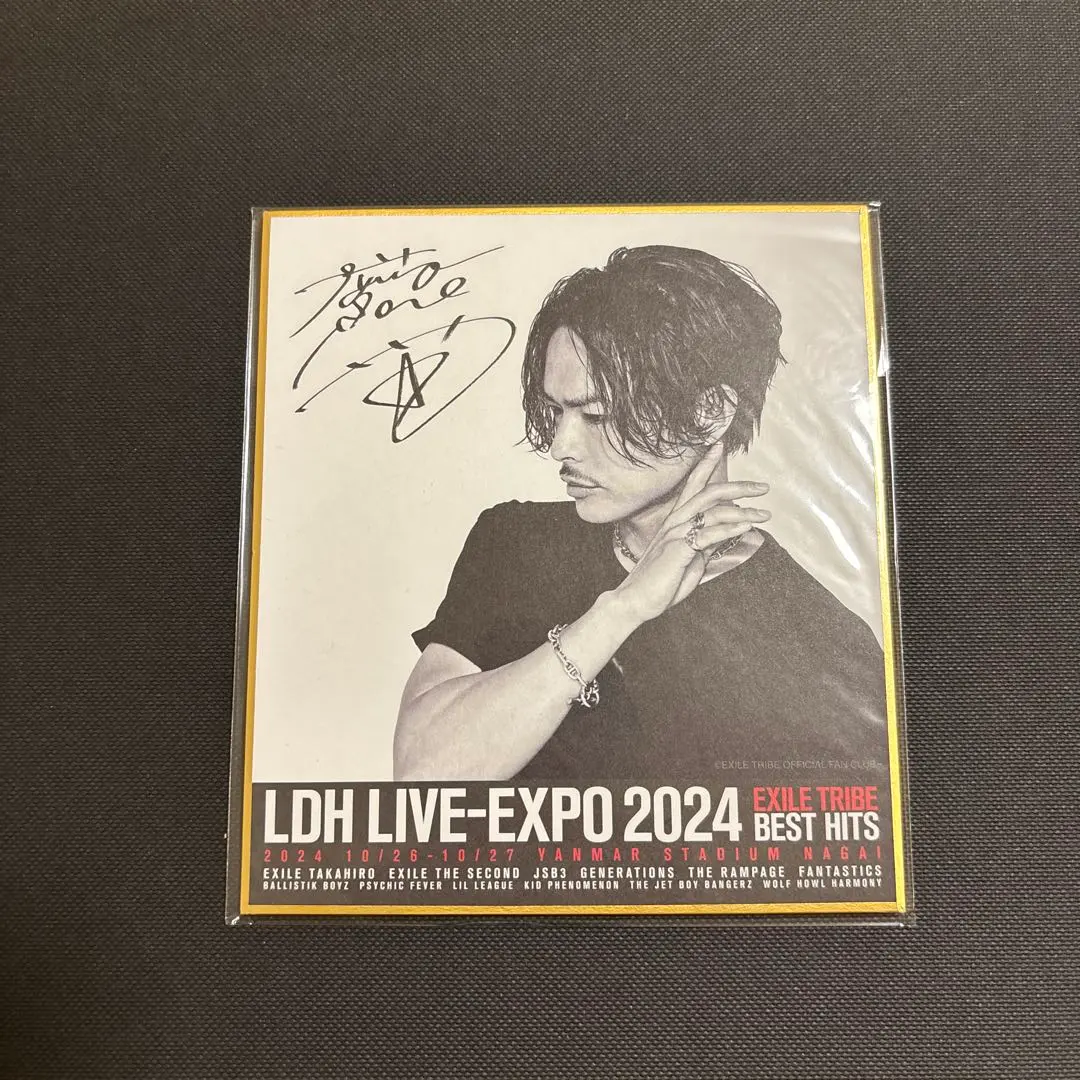 ©EXILE TRIBE OFFICIAL FAN CLUB
LDH LIVE-EXPO 2024 EXILE TRIBE BEST HITS
2024 10/26-10/27 YANMAR STADIUM NAGAI
EXILE TAKAHIRO EXILE THE SECOND JSB3 GENERATIONS THE RAMPAGE FANTASTICS
BALLISTIK BOYZ PSYCHIC FEVER LIL LEAGUE KID PHENOMENON THE JET BOY BANGERZ WOLF HOWL HARMONY